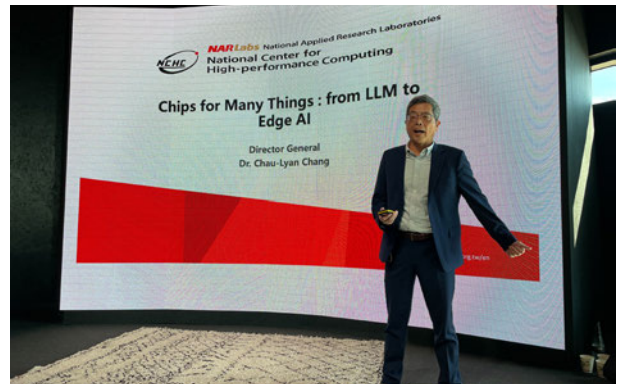 NARLabs National Applied Research Laboratories
NCHC
National Center for
High-performance Computing
Chips for Many Things : from LLM to
Edge AI
Director General
Dr. Chau-Lyan Chang